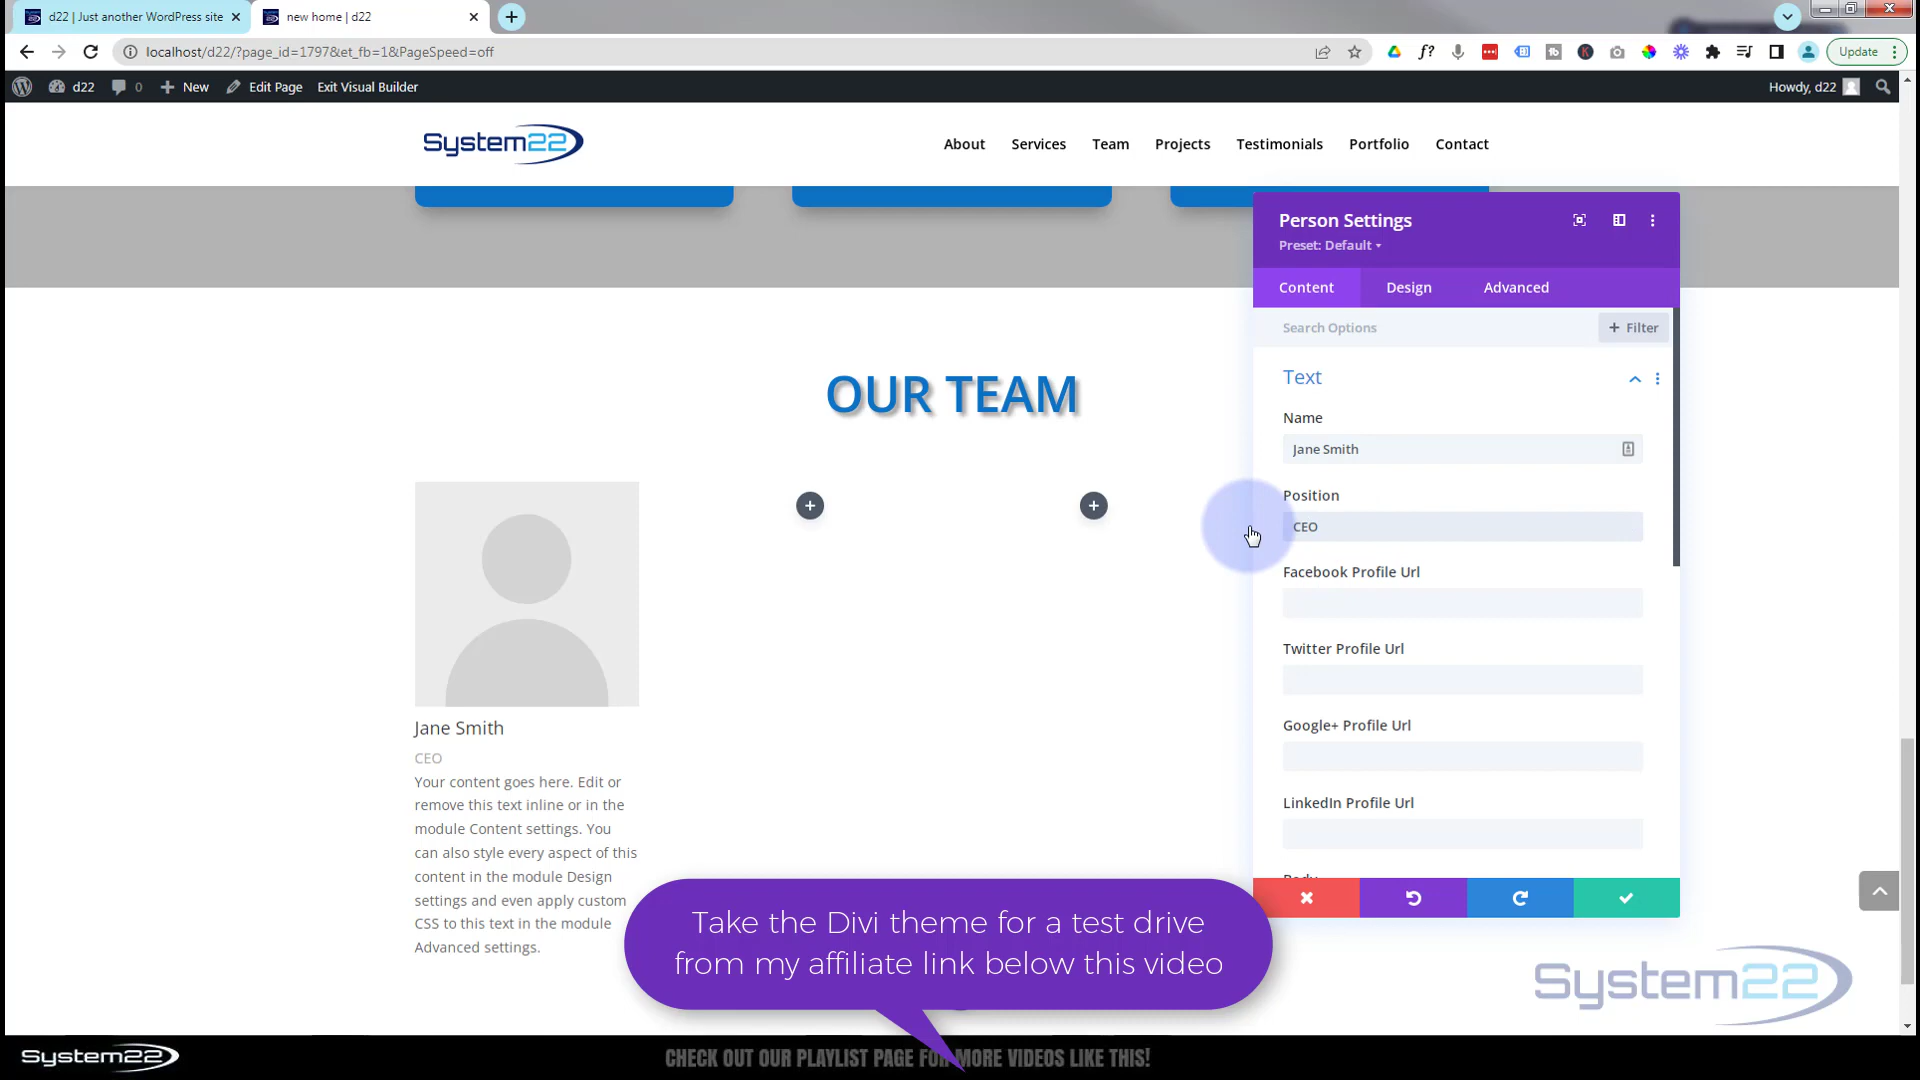 d22 | Just another WordPress site
new home | d22
localhost/d22/?page_id=1797&et_fb=1&PageSpeed=off
f?
Update
d22
0
New
Edit Page
Exit Visual Builder
Howdy, d22
System22
About
Services
Team
Projects
Testimonials
Portfolio
Contact
Person Settings
Preset: Default
Content
Design
Advanced
Search Options
+ Filter
Text
Name
Jane Smith
Position
CEO
Facebook Profile Url
Twitter Profile Url
Google+ Profile Url
LinkedIn Profile Url
OUR TEAM
Jane Smith
CEO
Your content goes here. Edit or
remove this text inline or in the
module Content settings. You
can also style every aspect of this
content in the module Design
settings and even apply custom
CSS to this text in the module
Advanced settings.
Take the Divi theme for a test drive
from my affiliate link below this video
System22
System22
CHECK OUT OUR PLAYLIST PAGE FOR MORE VIDEOS LIKE THIS!